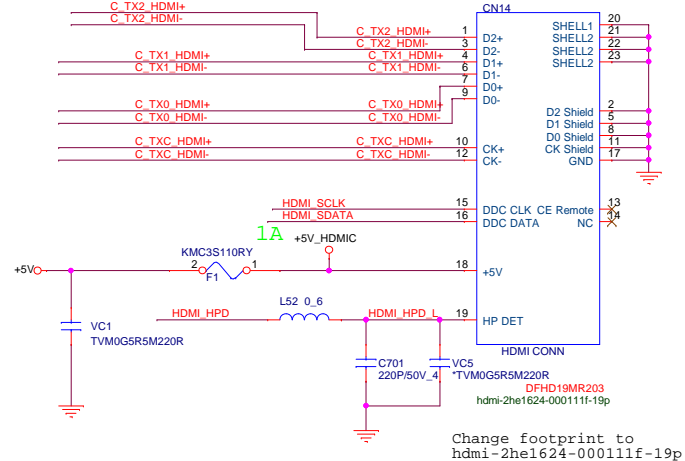 CN14
C_TX2_HDMI+
C_TX2_HDMI-
C_TX2_HDMI+ 1 D2+
C_TX2_HDMI- 3 D2-
C_TX1_HDMI+ C_TX1_HDMI+ 4 D1+
C_TX1_HDMI- C_TX1_HDMI- 6 D1-
7 D0+
9 D0-
C_TX0_HDMI+ C_TX0_HDMI+
C_TX0_HDMI- C_TX0_HDMI-
C_TXC_HDMI+ C_TXC_HDMI+ 10 CK+
C_TXC_HDMI- C_TXC_HDMI- 12 CK-
SHELL1 20
SHELL2 21
SHELL2 22
SHELL2 23
D2 Shield 2
D1 Shield 5
D0 Shield 8
CK Shield 11
GND 17
HDMI_SCLK 15 DDC CLK CE Remote 13
HDMI_SDATA 16 DDC DATA NC 14
1A +5V_HDMIC
KMC3S110RY
+5V 2 1 18 +5V
F1
L52 0_6
HDMI_HPD HDMI_HPD_L 19 HP DET
VC1
TVM0G5R5M220R
C701
220P/50V_4
VC5
*TVM0G5R5M220R
HDMI CONN
DFHD19MR203
hdmi-2he1624-000111f-19p
Change footprint to
hdmi-2he1624-000111f-19p